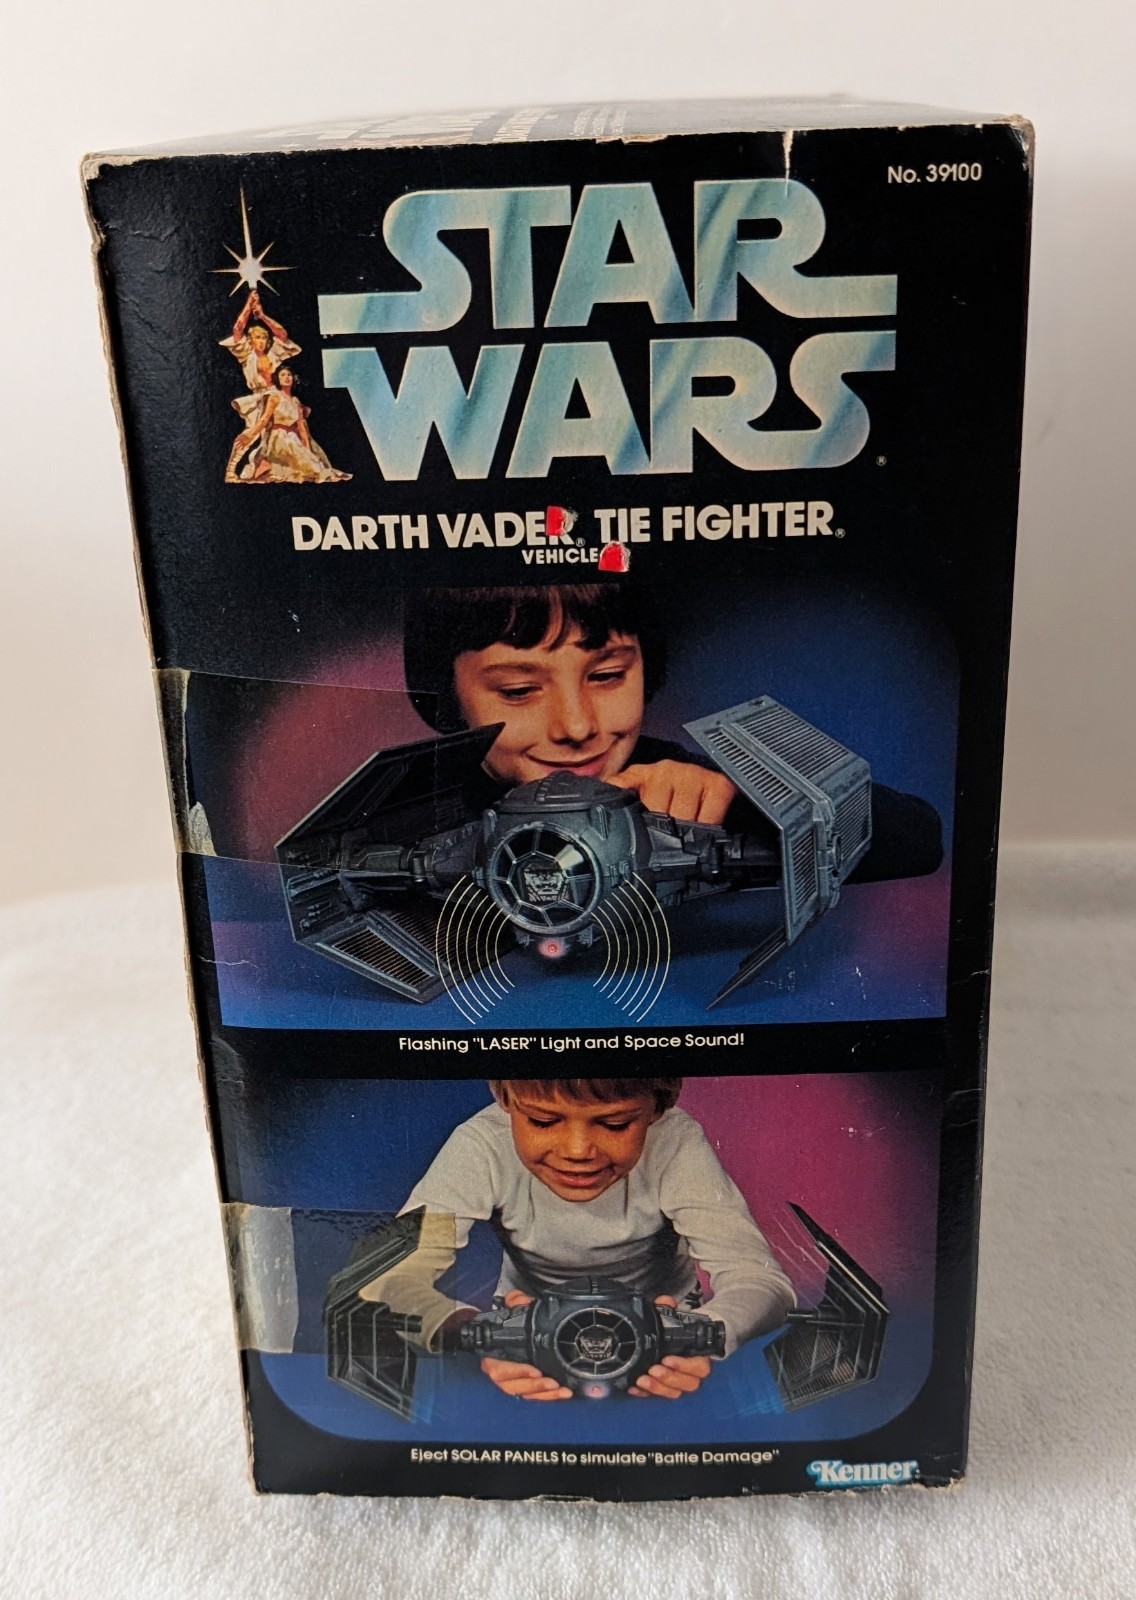 No. 39100
STAR
WARS®
DARTH VADER® TIE FIGHTER®
VEHICLE
Flashing "LASER" Light and Space Sound!
Eject SOLAR PANELS to simulate "Battle Damage"
Kenner